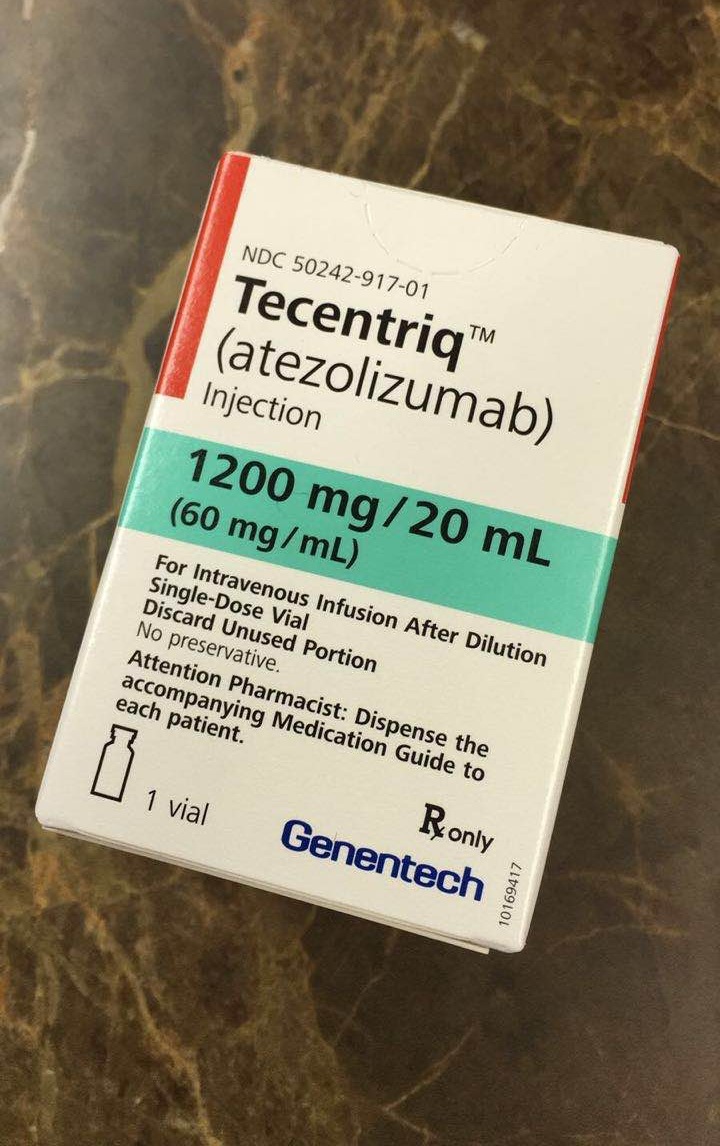 NDC 50242-917-01
Tecentriq™
(atezolizumab)
Injection
1200 mg/20 mL
(60 mg/mL)
For Intravenous Infusion After Dilution
Single-Dose Vial
Discard Unused Portion
No preservative.
Attention Pharmacist: Dispense the
accompanying Medication Guide to
each patient.
1 vial
Rx only
Genentech
10169417